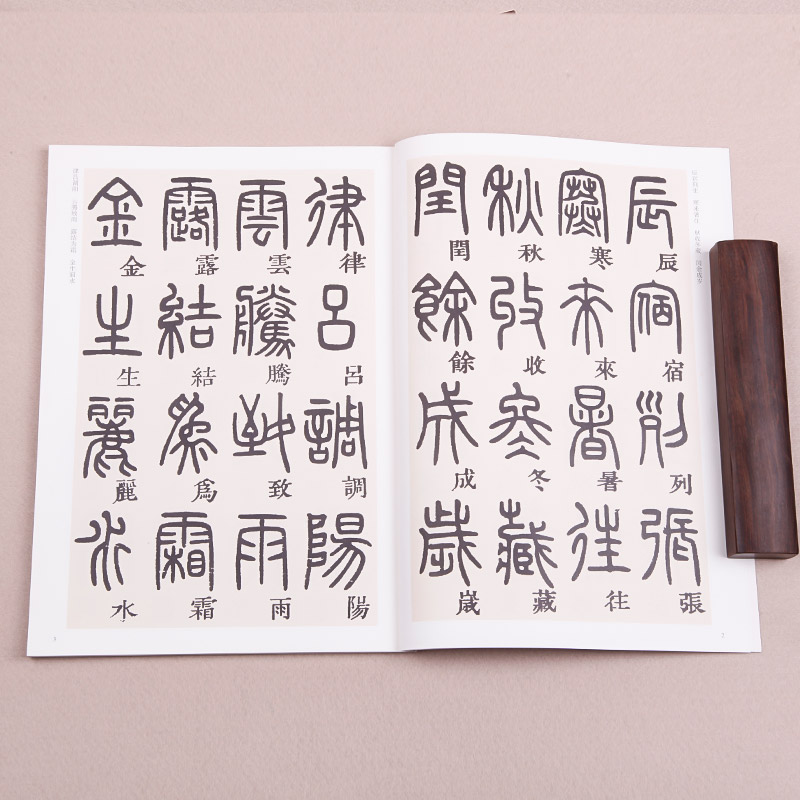 辰宿列張
辰宿列張
寒來暑往
寒來暑往
秋收冬藏
秋收冬藏
閏餘成歲
閏餘成歲
2
律呂調陽
律呂調陽
雲騰致雨
雲騰致雨
露結爲霜
露結爲霜
金生麗水
金生麗水
3